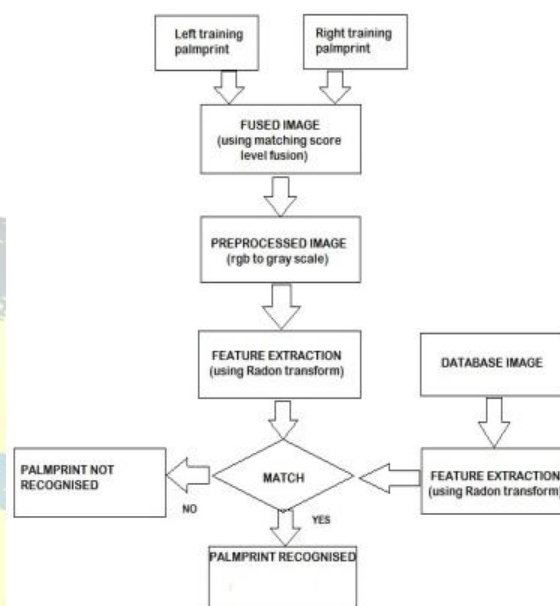 Left training
palmprint
Right training
palmprint
FUSED IMAGE
(using matching score
level fusion)
PREPROCESSED IMAGE
(rgb to gray scale)
FEATURE EXTRACTION
(using Radon transform)
DATABASE IMAGE
PALMPRINT NOT
RECOGNISED
MATCH
FEATURE EXTRACTION
(using Radon transform)
NO
YES
PALMPRINT RECOGNISED